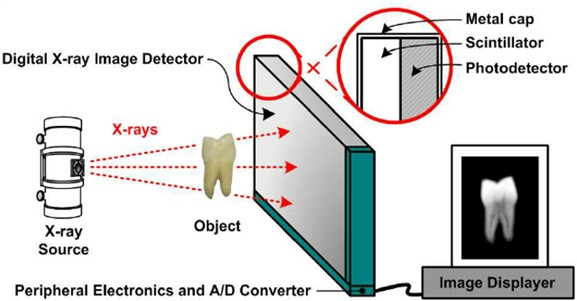 Metal cap
Scintillator
Photodetector
Digital X-ray Image Detector
X-rays
X-ray
Source
Object
Peripheral Electronics and A/D Converter
Image Displayer